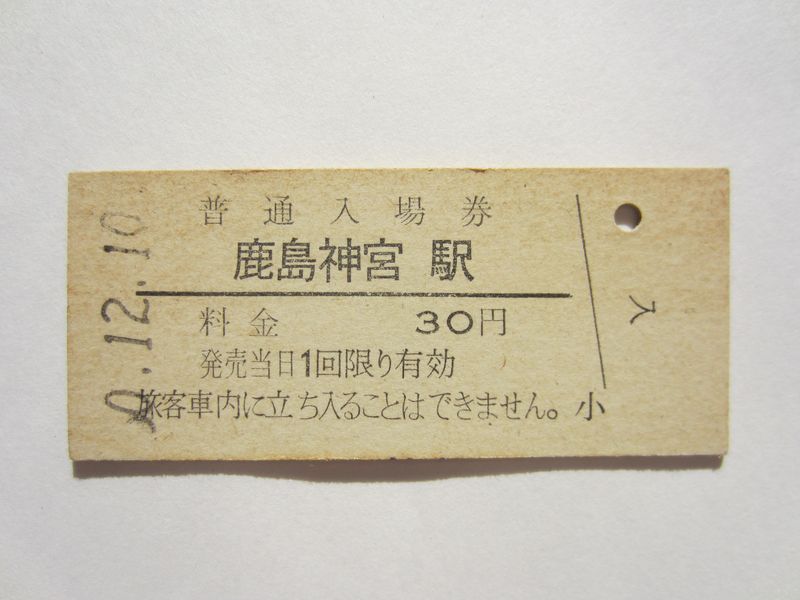 普通入場券
鹿島神宮 駅
料金 30円
発売当日1回限り有効
旅客車内に立ち入ることはできません。 小
入
.12.10